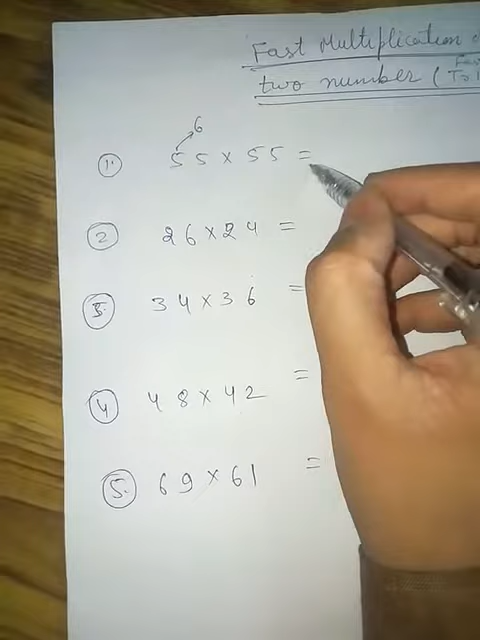 Fast Multiplication
two number (
6
1. 55 x 55 =
2 26 x 24 =
3. 34 x 36 =
4 48 x 42 =
5. 69 x 61 =